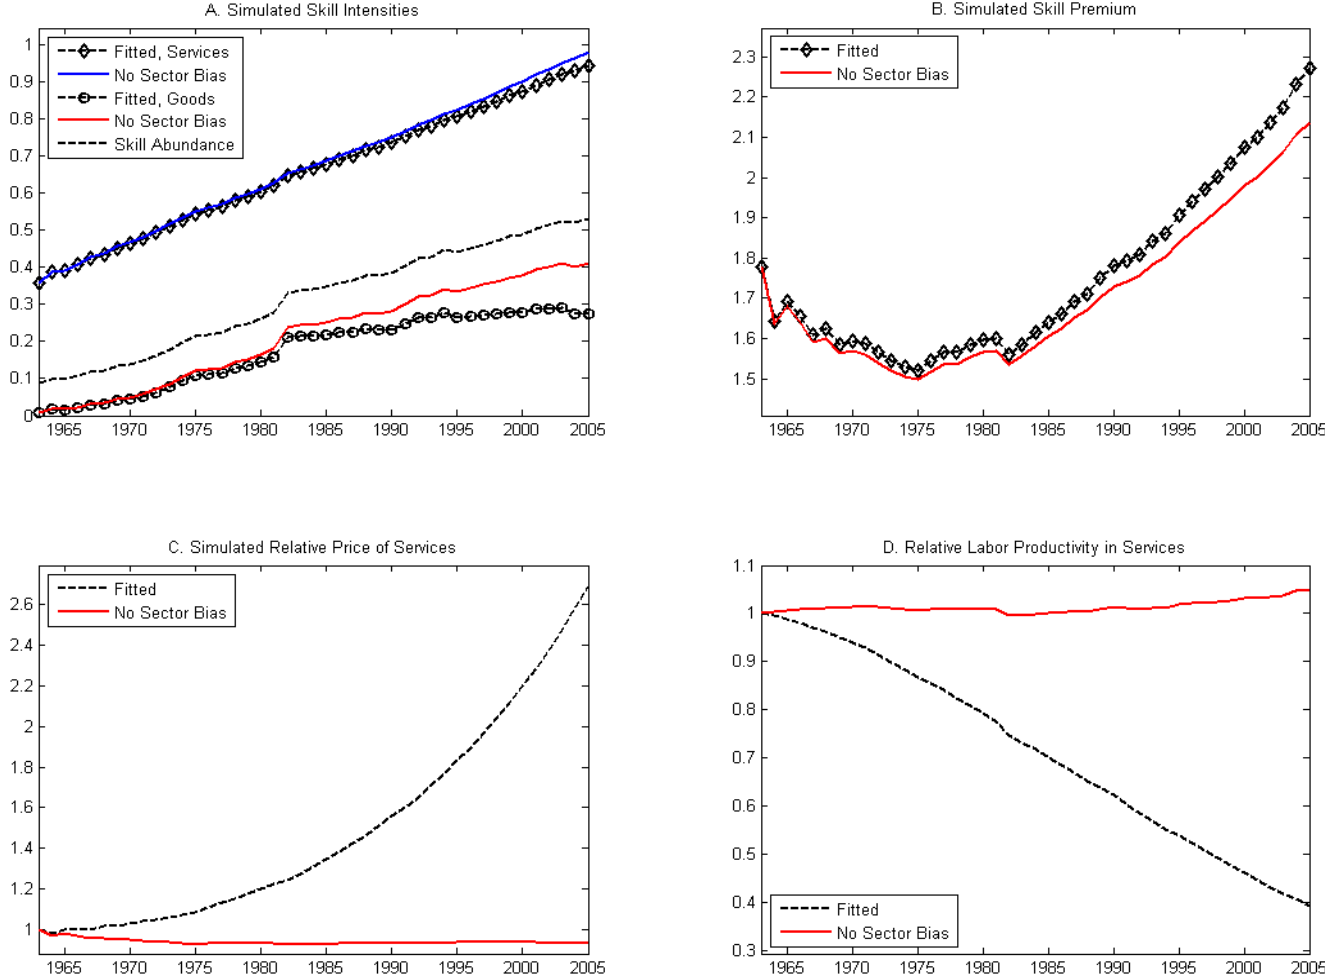 A. Simulated Skill Intensities
1
0.9
0.8
0.7
0.6
0.5
0.4
0.3
0.2
0.1
0
Fitted, Services
No Sector Bias
Fitted, Goods
No Sector Bias
Skill Abundance
1965 1970 1975 1980 1985 1990 1995 2000 2005
B. Simulated Skill Premium
2.3
2.2
2.1
2
1.9
1.8
1.7
1.6
1.5
Fitted
No Sector Bias
1965 1970 1975 1980 1985 1990 1995 2000 2005
C. Simulated Relative Price of Services
2.6
2.4
2.2
2
1.8
1.6
1.4
1.2
1
Fitted
No Sector Bias
1965 1970 1975 1980 1985 1990 1995 2000 2005
D. Relative Labor Productivity in Services
1.1
1
0.9
0.8
0.7
0.6
0.5
0.4
0.3
Fitted
No Sector Bias
1965 1970 1975 1980 1985 1990 1995 2000 2005